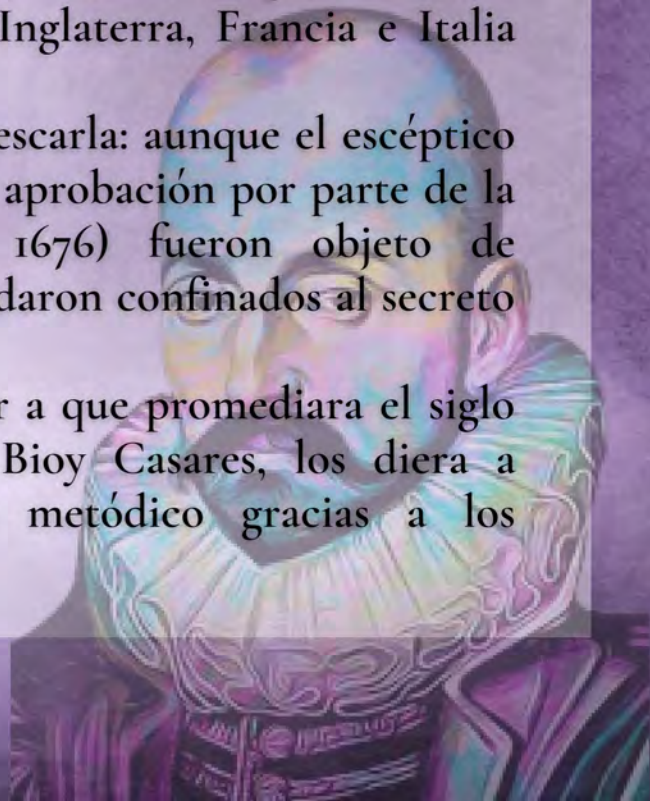 Inglaterra, Francia e Italia
escarla: aunque el escéptico
aprobación por parte de la
1676) fueron objeto de
daron confinados al secreto
r a que promediara el siglo
Bioy Casares, los diera a
metódico gracias a los